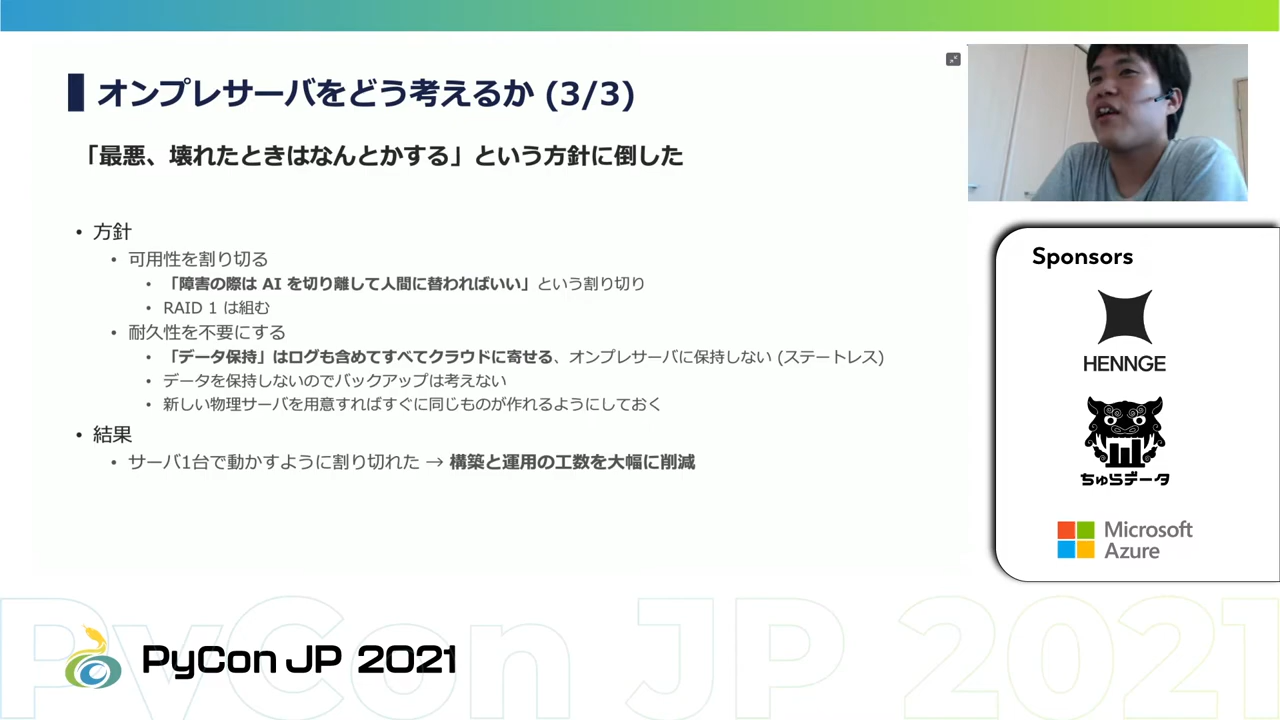 オンプレサーバをどう考えるか (3/3)
「最悪、壊れたときはなんとかする」という方針に倒した
• 方針
• 可用性を割り切る
• 「障害の際は AI を切り離して人間に替わればいい」という割り切り
• RAID 1 は組む
• 耐久性を不要にする
• 「データ保持」はログも含めてすべてクラウドに寄せる、オンプレサーバに保持しない (ステートレス)
• データを保持しないのでバックアップは考えない
• 新しい物理サーバを用意すればすぐに同じものが作れるようにしておく
• 結果
• サーバ1台で動かすように割り切れた → 構築と運用の工数を大幅に削減
Sponsors
HENNGE
ちゅらデータ
Microsoft
Azure
PyCon JP 2021
PyCon JP 2021